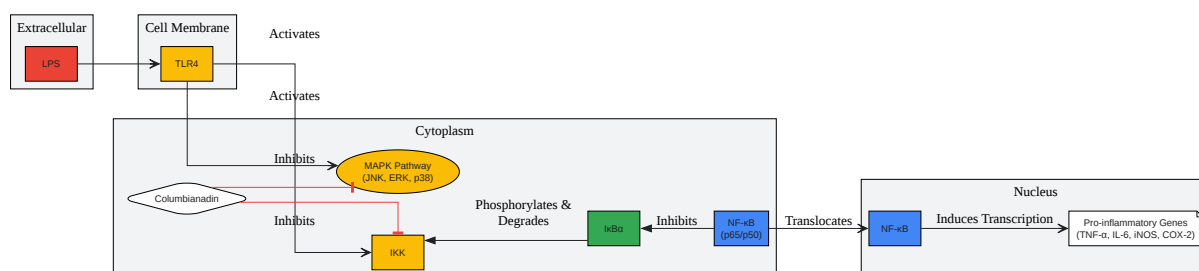 Extracellular
LPS
Cell Membrane
TLR4
Activates
Activates
Cytoplasm
Inhibits
MAPK Pathway
(JNK, ERK, p38)
Columbianadin
Inhibits
IKK
Phosphorylates &
Degrades
IκBα
Inhibits
NF-κB
(p65/p50)
Translocates
Nucleus
NF-κB
Induces Transcription
Pro-inflammatory Genes
(TNF-α, IL-6, iNOS, COX-2)